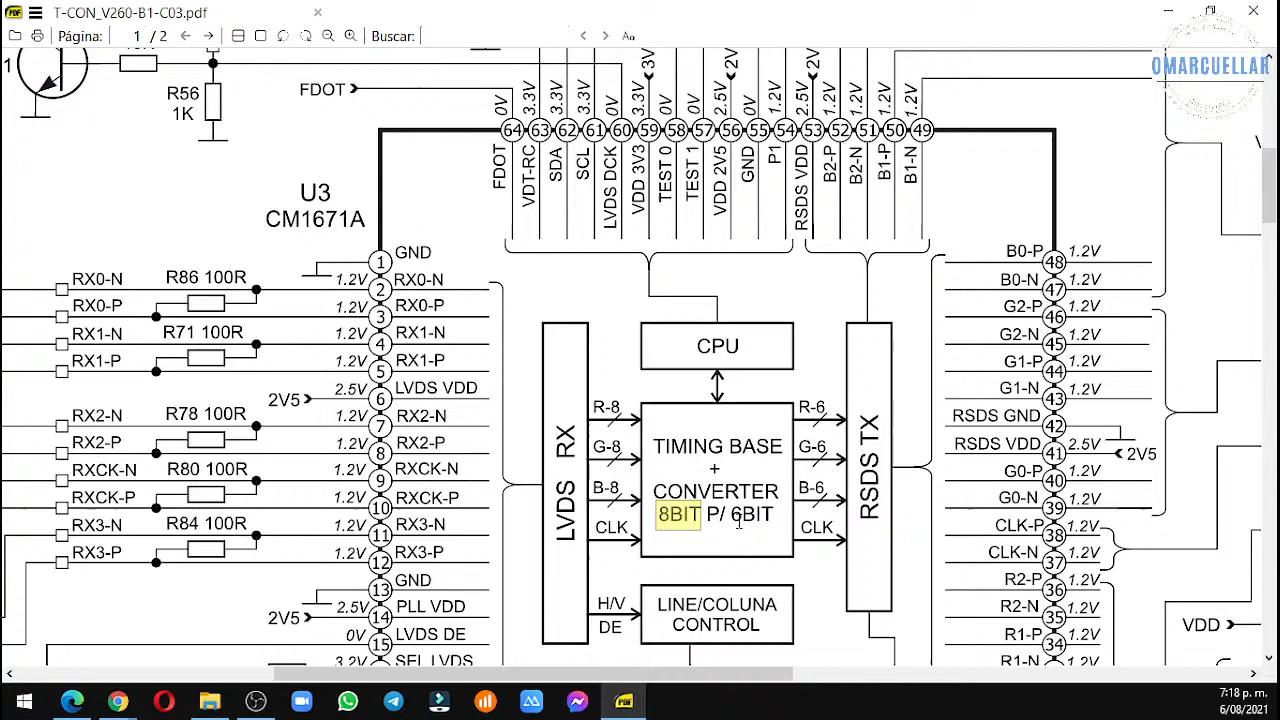 T-CON_V260-B1-C03.pdf
Página: 1 / 2 Buscar: Aa
OMARCUELLAR
1
R56
1K
FDOT
0V 3.3V 3.3V 3.3V 0V 3.3V 0V 0V 2.5V 0V 1.2V 2.5V 1.2V 1.2V 1.2V 1.2V
3V 2V 2V
64 63 62 61 60 59 58 57 56 55 54 53 52 51 50 49
FDOT VDT-RC SDA SCL LVDS DCK VDD 3V3 TEST 0 TEST 1 VDD 2V5 GND P1 RSDS VDD B2-P B2-N B1-P B1-N
U3
CM1671A
1 GND
RX0-N R86 100R 1.2V 2 RX0-N
RX0-P 1.2V 3 RX0-P
RX1-N R71 100R 1.2V 4 RX1-N
RX1-P 1.2V 5 RX1-P
2V5 2.5V 6 LVDS VDD
RX2-N R78 100R 1.2V 7 RX2-N
RX2-P 1.2V 8 RX2-P
RXCK-N R80 100R 1.2V 9 RXCK-N
RXCK-P 1.2V 10 RXCK-P
RX3-N R84 100R 1.2V 11 RX3-N
RX3-P 1.2V 12 RX3-P
13 GND
2V5 2.5V 14 PLL VDD
0V 15 LVDS DE
3.2V SEL LVDS
LVDS RX
R-8
G-8
B-8
CLK
H/V
DE
CPU
TIMING BASE
+
CONVERTER
8BIT P/ 6BIT
LINE/COLUNA
CONTROL
R-6
G-6
B-6
CLK
RSDS TX
B0-P 48 1.2V
B0-N 47 1.2V
G2-P 46 1.2V
G2-N 45 1.2V
G1-P 44 1.2V
G1-N 43 1.2V
RSDS GND 42
RSDS VDD 41 2.5V 2V5
G0-P 40 1.2V
G0-N 39 1.2V
CLK-P 38 1.2V
CLK-N 37 1.2V
R2-P 36 1.2V
R2-N 35 1.2V
R1-P 34 1.2V
R1-N 1.2V
VDD
7:18 p. m.
6/08/2021